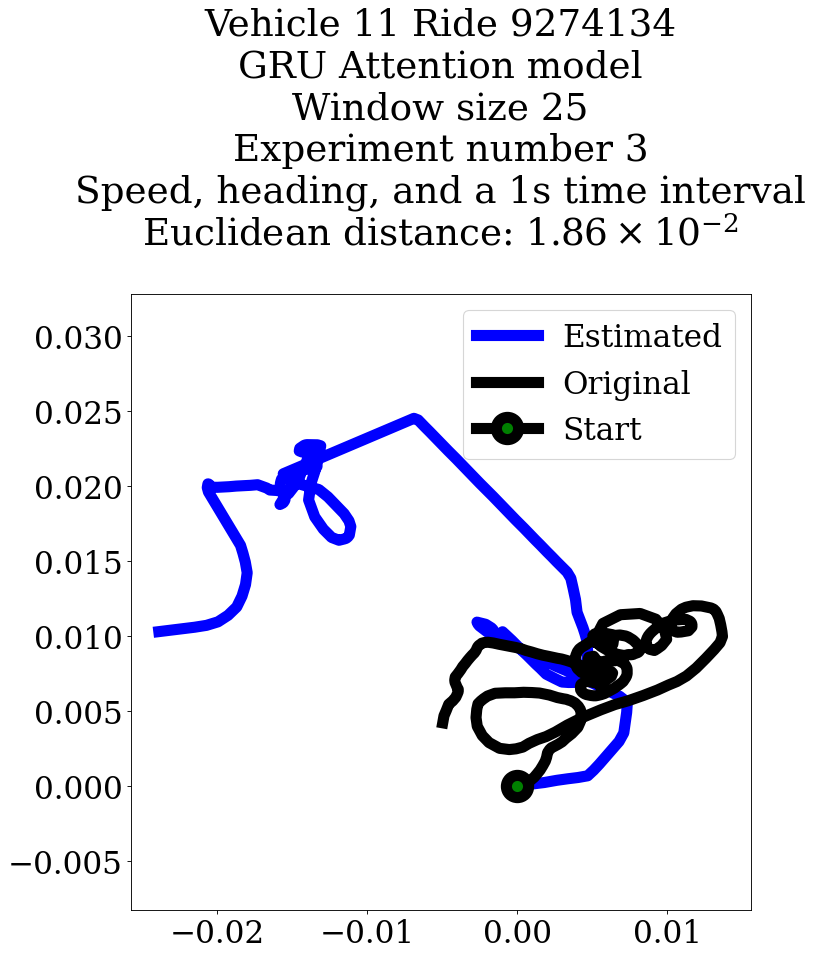 Vehicle 11 Ride 9274134
GRU Attention model
Window size 25
Experiment number 3
Speed, heading, and a 1s time interval
Euclidean distance: 1.86 × 10⁻²
Estimated
Original
Start
0.030
0.025
0.020
0.015
0.010
0.005
0.000
−0.005
−0.02
−0.01
0.00
0.01